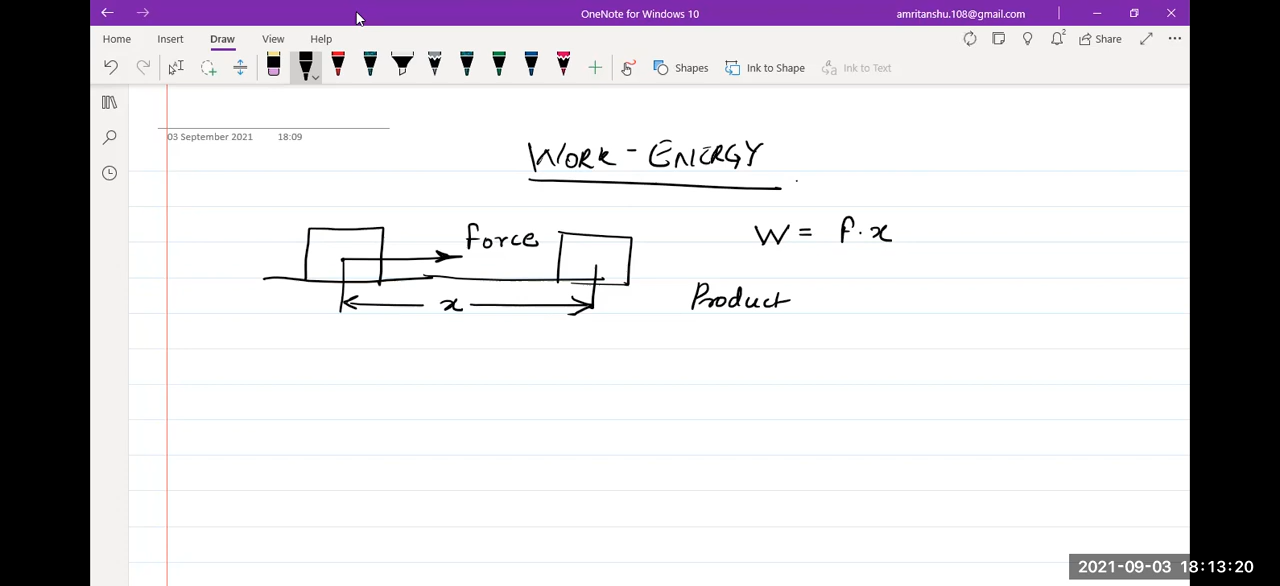 OneNote for Windows 10
amritanshu.108@gmail.com
Home Insert Draw View Help
2 Share
Shapes Ink to Shape Ink to Text
03 September 2021 18:09
WORK - ENERGY
force
W = f. x
x
Product
2021-09-03 18:13:20